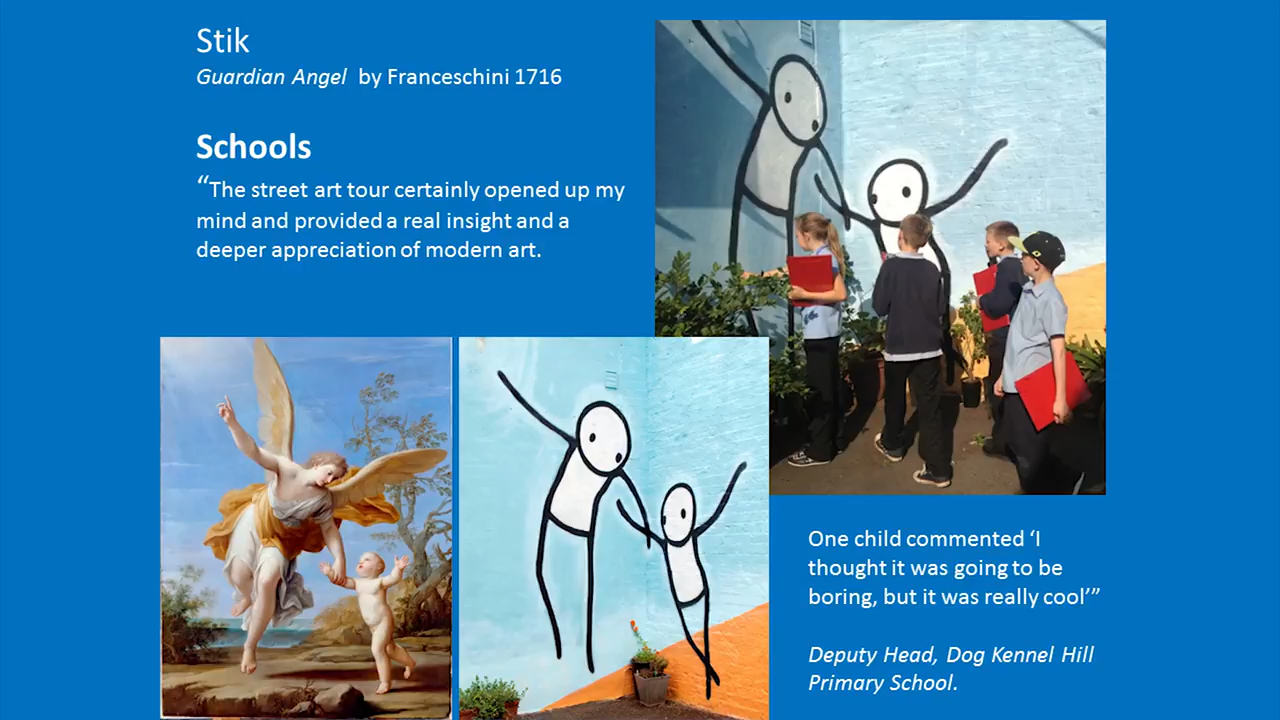 Stik
Guardian Angel by Franceschini 1716
Schools
“The street art tour certainly opened up my
mind and provided a real insight and a
deeper appreciation of modern art.
One child commented ‘I
thought it was going to be
boring, but it was really cool’”
Deputy Head, Dog Kennel Hill
Primary School.